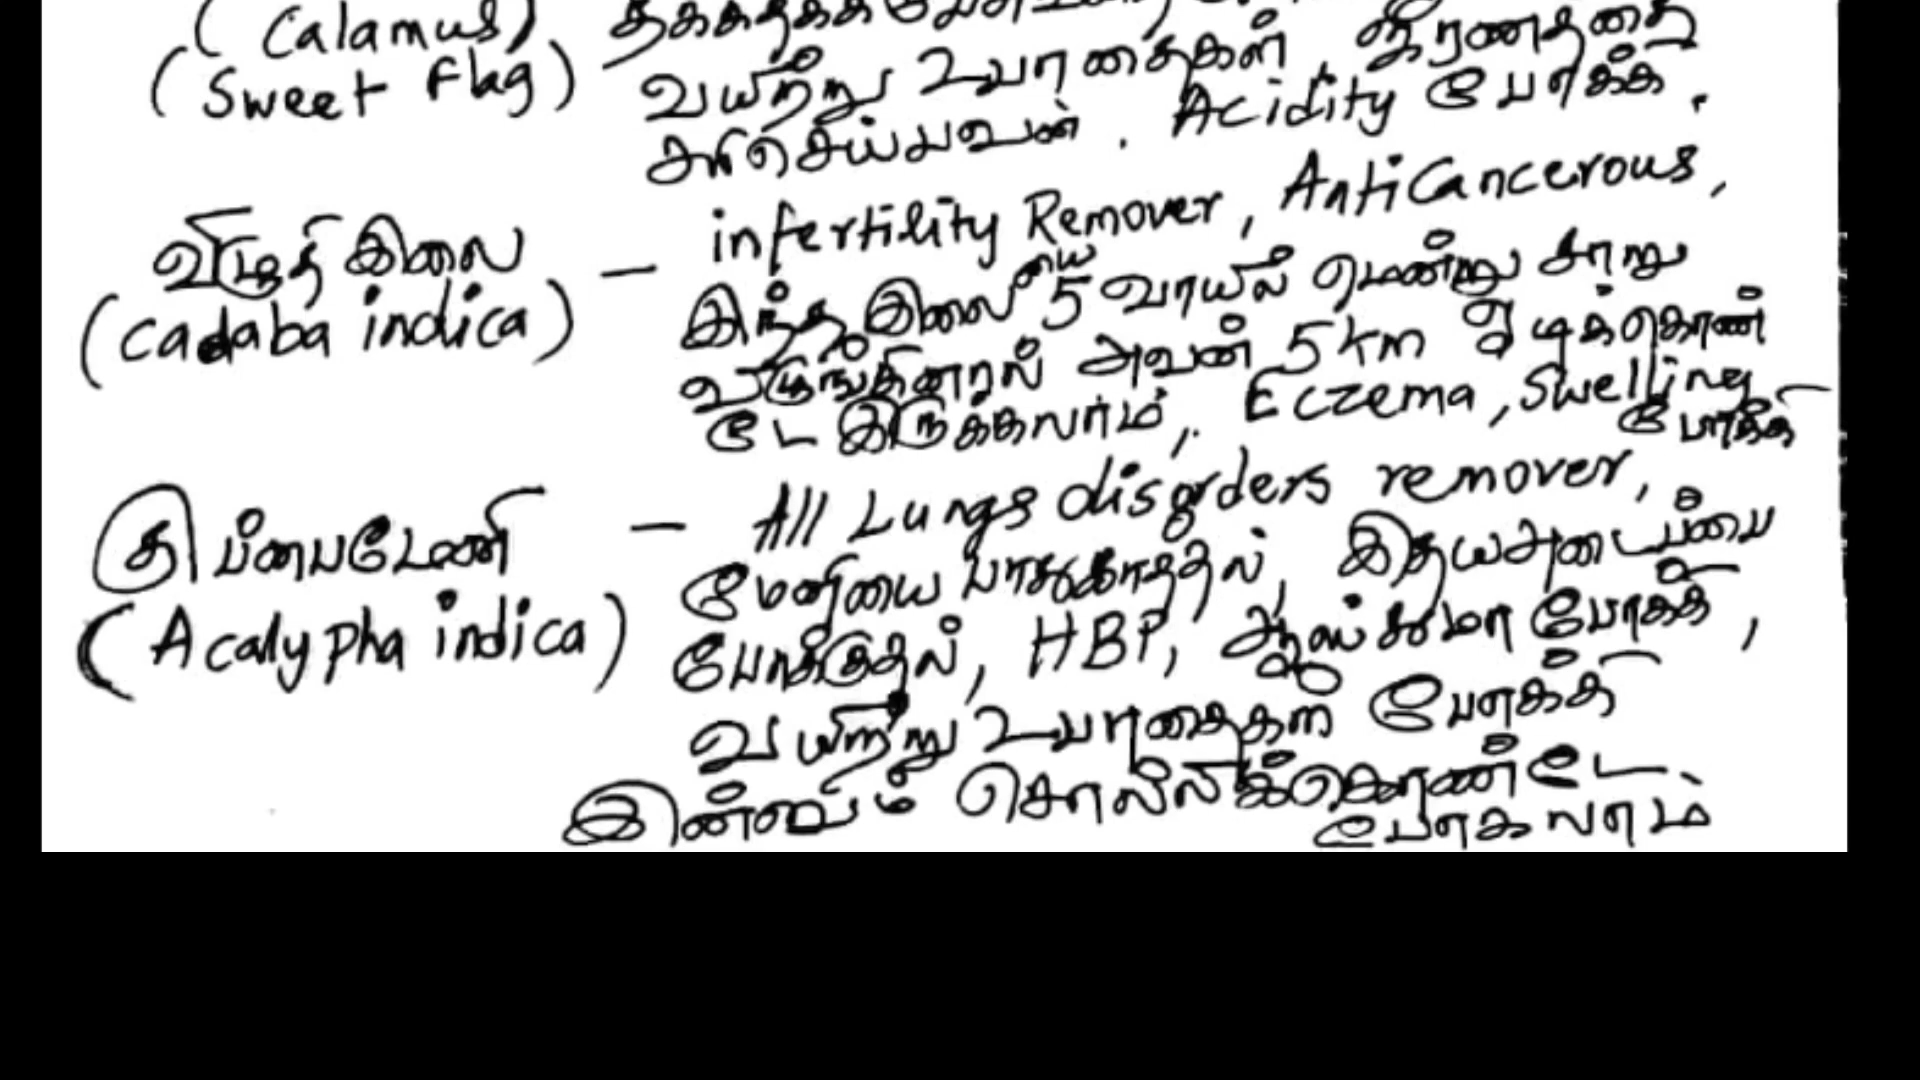 (Calamus)
(Sweet flag) வயிற்று உபாதைகள், ஜீரணத்தை
சரிசெய்பவன். Acidity போக்கி.
விழுதி இலை — infertility Remover, AntiCancerous,
(cadaba indica) இந்த இலையை 5 வாயில் மென்று சாறு
விழுங்கினால் அவன் 5 km ஓடிக்கொண்
டே இருக்கலாம், Eczema, Swelling
போக்கி
குப்பைமேனி — All Lungs disorders remover,
(Acalypha indica) மேனியை பாதுகாத்தல், இதயஅடைப்பை
போக்குதல், HBP, ஆஸ்துமா போக்கி,
வயிற்று உபாதைகள் போக்கி
இன்னும் சொல்லிக்கொண்டே
போகலாம்